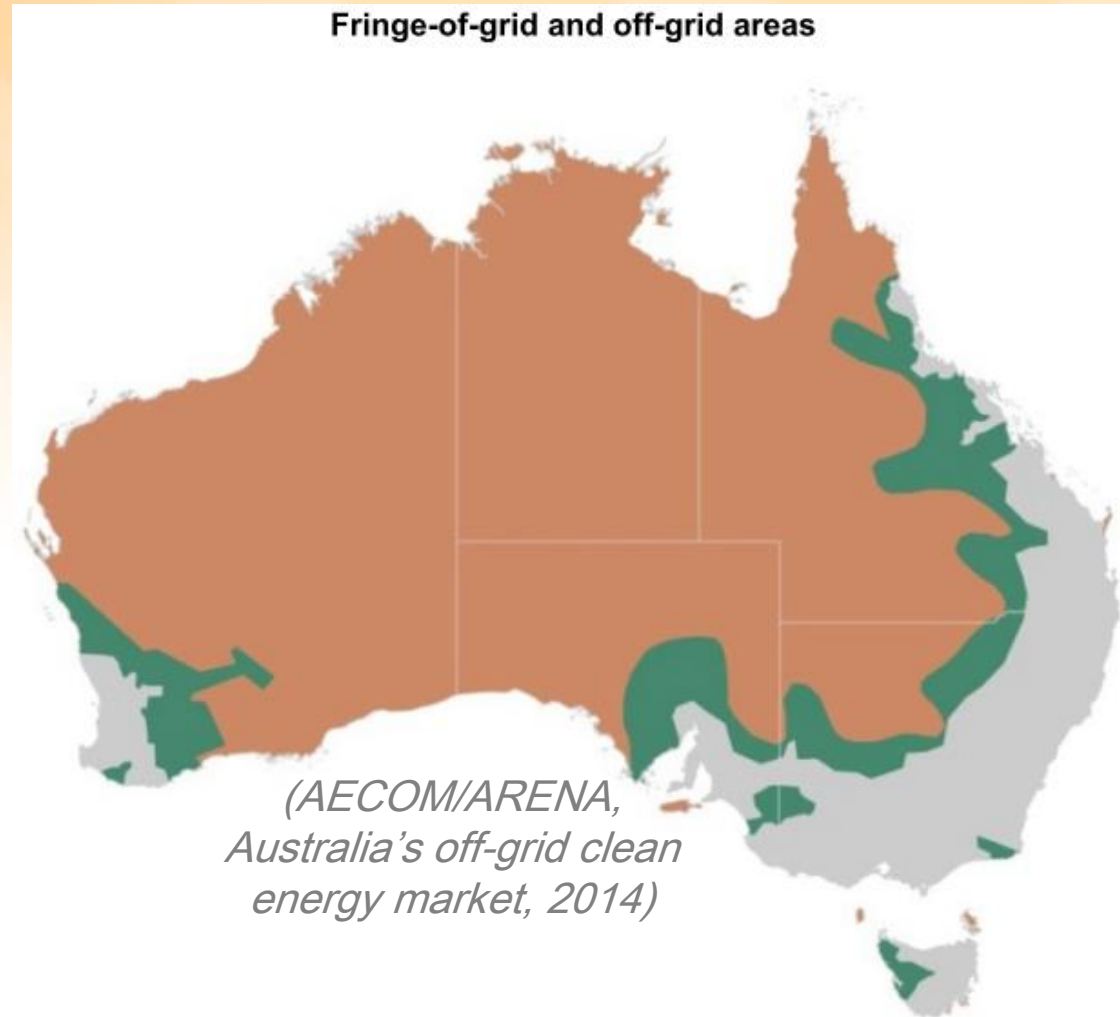 Fringe-of-grid and off-grid areas
(AECOM/ARENA,
Australia’s off-grid clean
energy market, 2014)